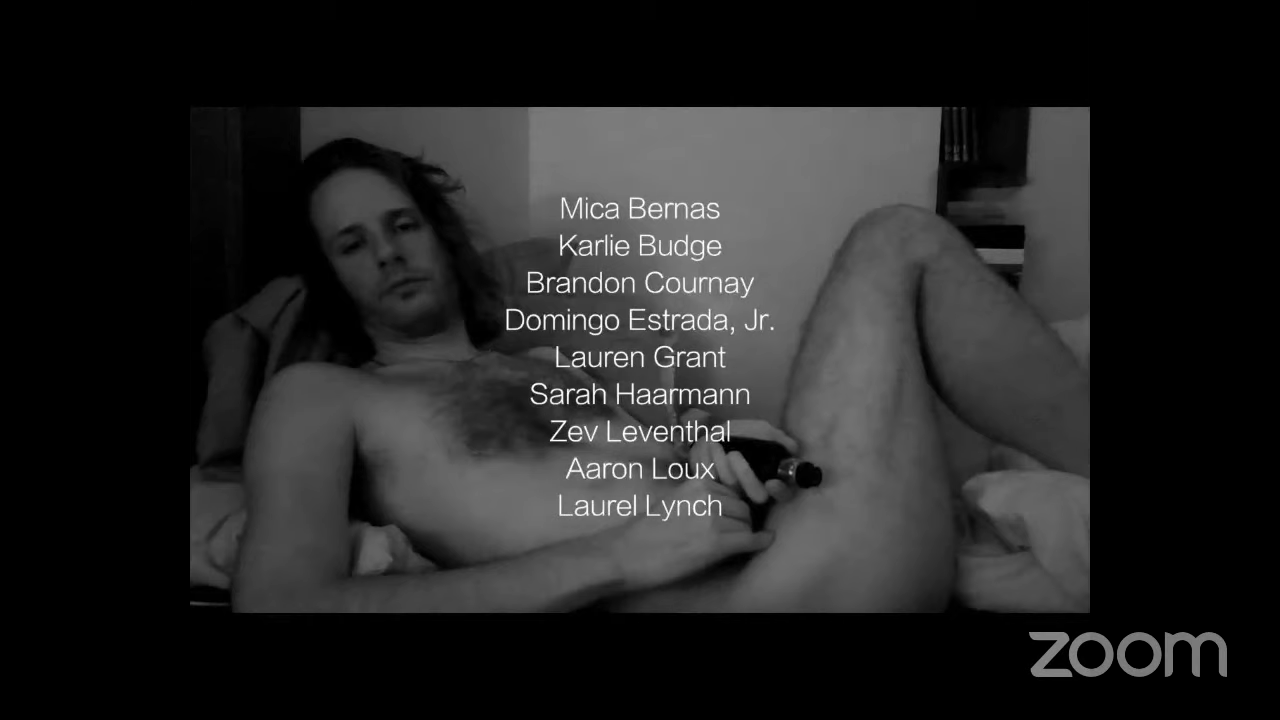 Mica Bernas
Karlie Budge
Brandon Cournay
Domingo Estrada, Jr.
Lauren Grant
Sarah Haarmann
Zev Leventhal
Aaron Loux
Laurel Lynch
zoom